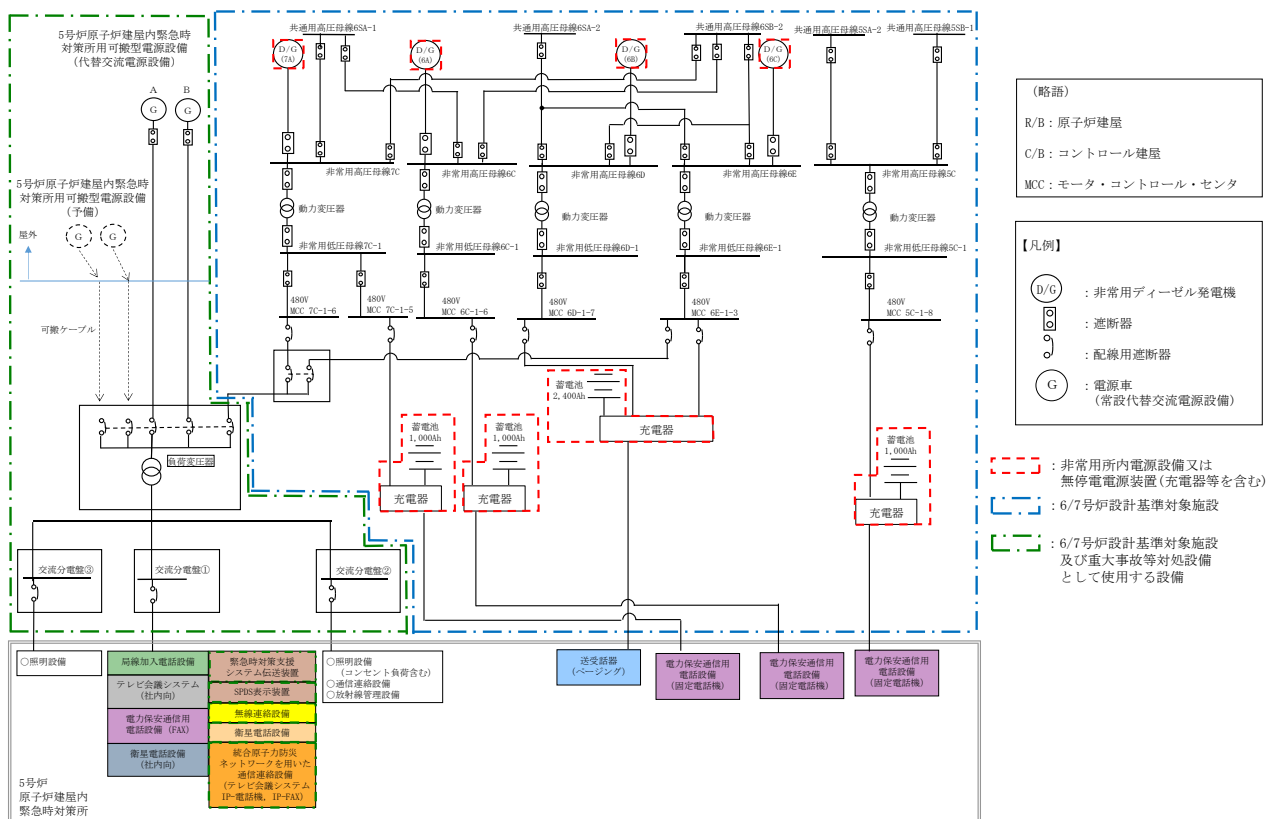 5号炉原子炉建屋内緊急時
対策所用可搬型電源設備
(代替交流電源設備)
A
B
G
G
5号炉原子炉建屋内緊急時
対策所用可搬型電源設備
(予備)
G
G
屋外
可搬ケーブル
負荷変圧器
交流分電盤③
交流分電盤①
交流分電盤②
共通用高圧母線6SA-1
共通用高圧母線6SA-2
共通用高圧母線6SB-2
共通用高圧母線5SA-2
共通用高圧母線5SB-1
D/G
(7A)
D/G
(6A)
D/G
(6B)
D/G
(6C)
非常用高圧母線7C
非常用高圧母線6C
非常用高圧母線6D
非常用高圧母線6E
非常用高圧母線5C
動力変圧器
動力変圧器
動力変圧器
動力変圧器
動力変圧器
非常用低圧母線7C-1
非常用低圧母線6C-1
非常用低圧母線6D-1
非常用低圧母線6E-1
非常用低圧母線5C-1
480V
MCC 7C-1-6
480V
MCC 7C-1-5
480V
MCC 6C-1-6
480V
MCC 6D-1-7
480V
MCC 6E-1-3
480V
MCC 5C-1-8
蓄電池
1,000Ah
充電器
蓄電池
1,000Ah
充電器
蓄電池
2,400Ah
充電器
蓄電池
1,000Ah
充電器
(略語)
R/B:原子炉建屋
C/B:コントロール建屋
MCC:モータ・コントロール・センタ
【凡例】
D/G
:非常用ディーゼル発電機
:遮断器
:配線用遮断器
G
:電源車
(常設代替交流電源設備)
:非常用所内電源設備又は
無停電電源装置(充電器等を含む)
:6/7号炉設計基準対象施設
:6/7号炉設計基準対象施設
及び重大事故等対処設備
として使用する設備
○照明設備
局線加入電話設備
テレビ会議システム
(社内向)
電力保安通信用
電話設備(FAX)
衛星電話設備
(社内向)
緊急時対策支援
システム伝送装置
SPDS表示装置
無線連絡設備
衛星電話設備
統合原子力防災
ネットワークを用いた
通信連絡設備
(テレビ会議システム
IP-電話機, IP-FAX)
○照明設備
(コンセント負荷含む)
○通信連絡設備
○放射線管理設備
送受話器
(ページング)
電力保安通信用
電話設備
(固定電話機)
電力保安通信用
電話設備
(固定電話機)
電力保安通信用
電話設備
(固定電話機)
5号炉
原子炉建屋内
緊急時対策所